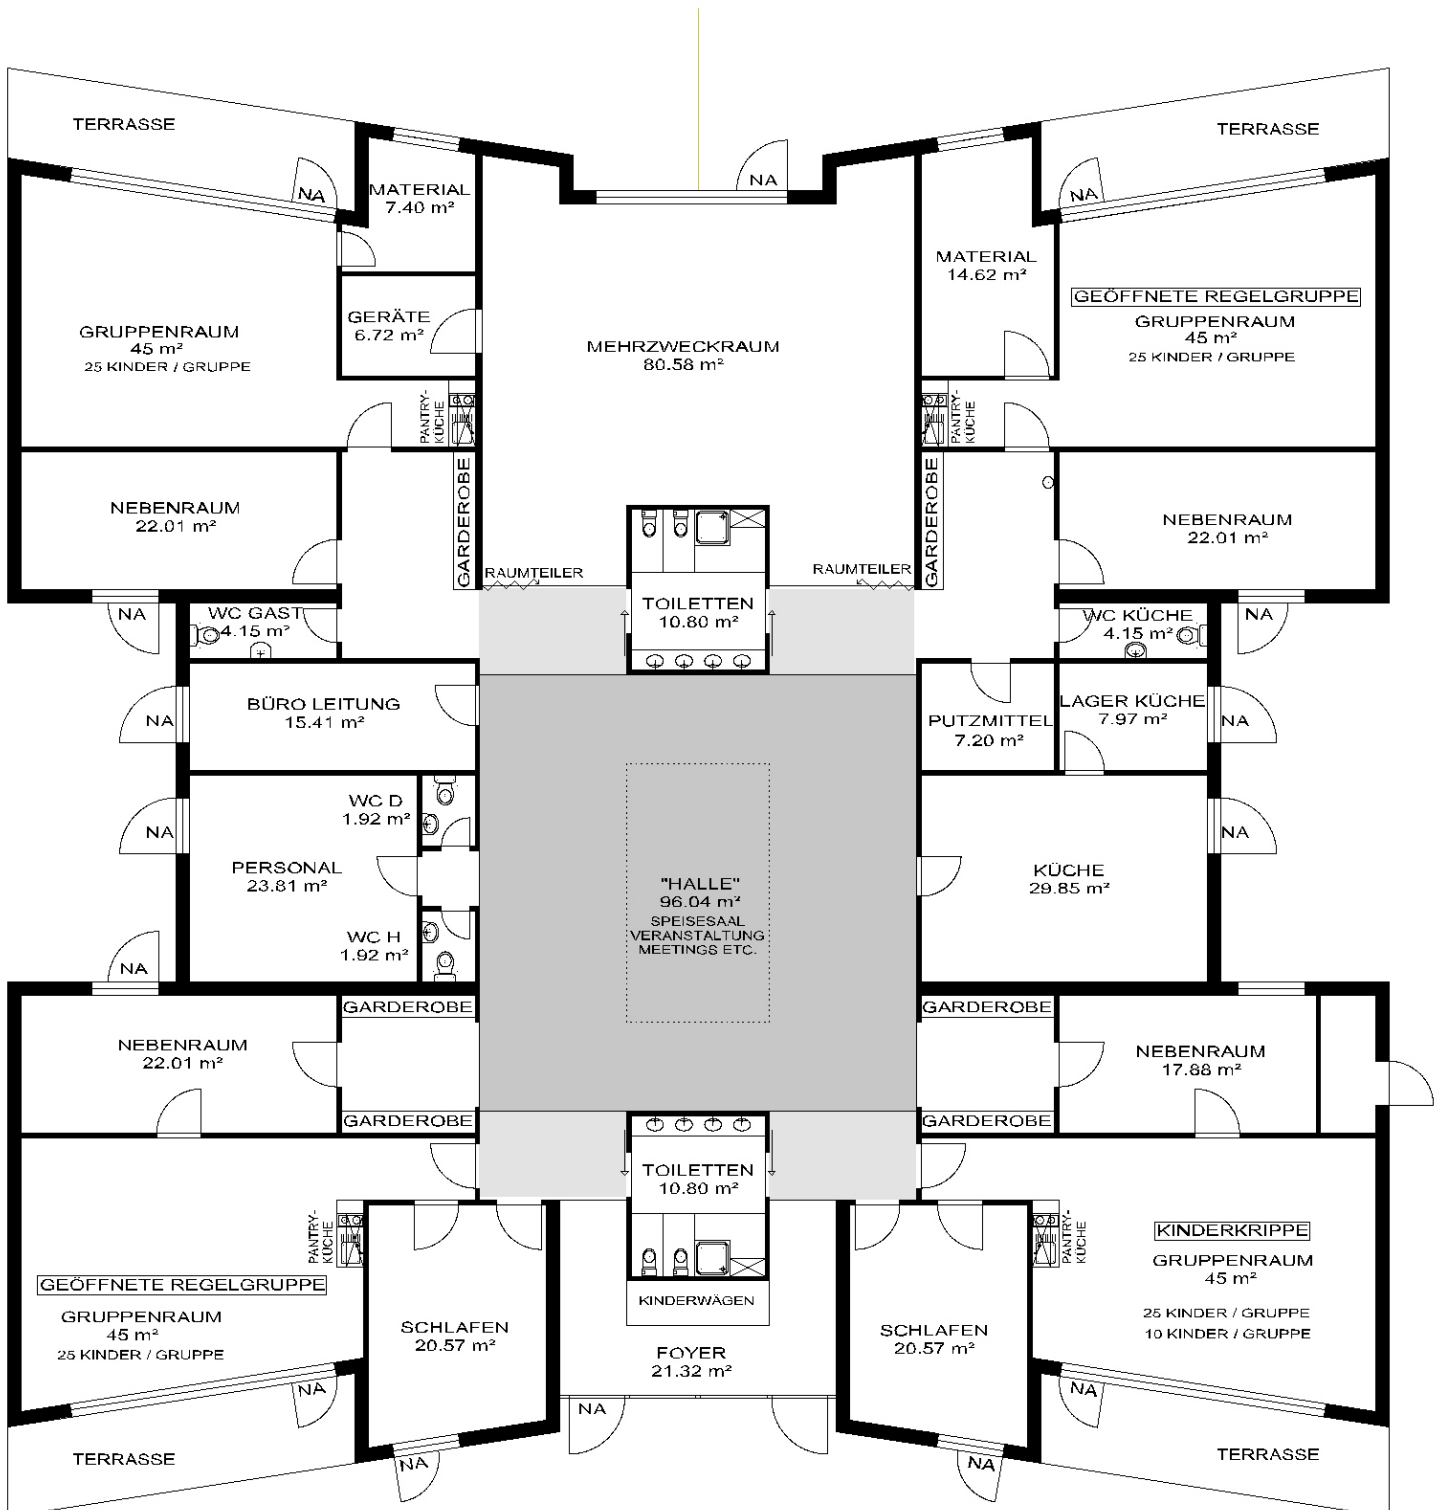 TERRASSE
TERRASSE
NA
NA
NA
MATERIAL
7.40 m²
MATERIAL
14.62 m²
GERÄTE
6.72 m²
GRUPPENRAUM
45 m²
25 KINDER / GRUPPE
MEHRZWECKRAUM
80.58 m²
GEÖFFNETE REGELGRUPPE
GRUPPENRAUM
45 m²
25 KINDER / GRUPPE
PANTRY-
KÜCHE
PANTRY-
KÜCHE
NEBENRAUM
22.01 m²
GARDEROBE
GARDEROBE
NEBENRAUM
22.01 m²
RAUMTEILER
RAUMTEILER
NA
WC GAST
4.15 m²
TOILETTEN
10.80 m²
WC KÜCHE
4.15 m²
NA
NA
BÜRO LEITUNG
15.41 m²
PUTZMITTEL
7.20 m²
LAGER KÜCHE
7.97 m²
NA
NA
WC D
1.92 m²
PERSONAL
23.81 m²
WC H
1.92 m²
"HALLE"
96.04 m²
SPEISESAAL
VERANSTALTUNG
MEETINGS ETC.
KÜCHE
29.85 m²
NA
NA
GARDEROBE
GARDEROBE
NEBENRAUM
22.01 m²
NEBENRAUM
17.88 m²
GARDEROBE
GARDEROBE
TOILETTEN
10.80 m²
PANTRY-
KÜCHE
PANTRY-
KÜCHE
GEÖFFNETE REGELGRUPPE
GRUPPENRAUM
45 m²
25 KINDER / GRUPPE
KINDERKRIPPE
GRUPPENRAUM
45 m²
25 KINDER / GRUPPE
10 KINDER / GRUPPE
SCHLAFEN
20.57 m²
KINDERWÄGEN
FOYER
21.32 m²
SCHLAFEN
20.57 m²
NA
NA
NA
TERRASSE
NA
NA
TERRASSE